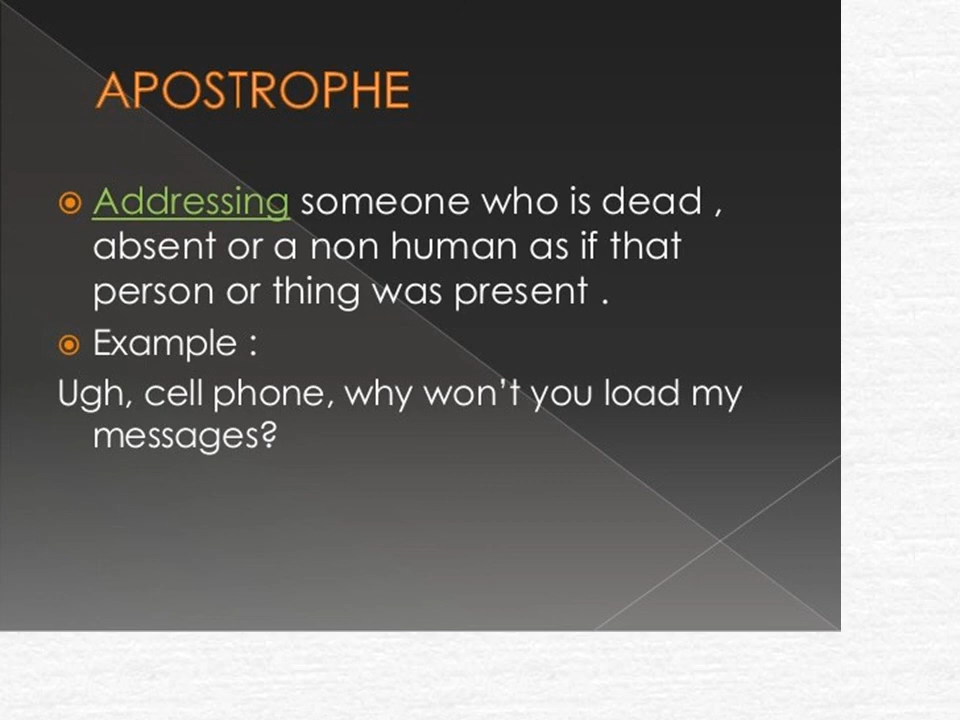 APOSTROPHE
Addressing someone who is dead ,
absent or a non human as if that
person or thing was present .
Example :
Ugh, cell phone, why won’t you load my
messages?